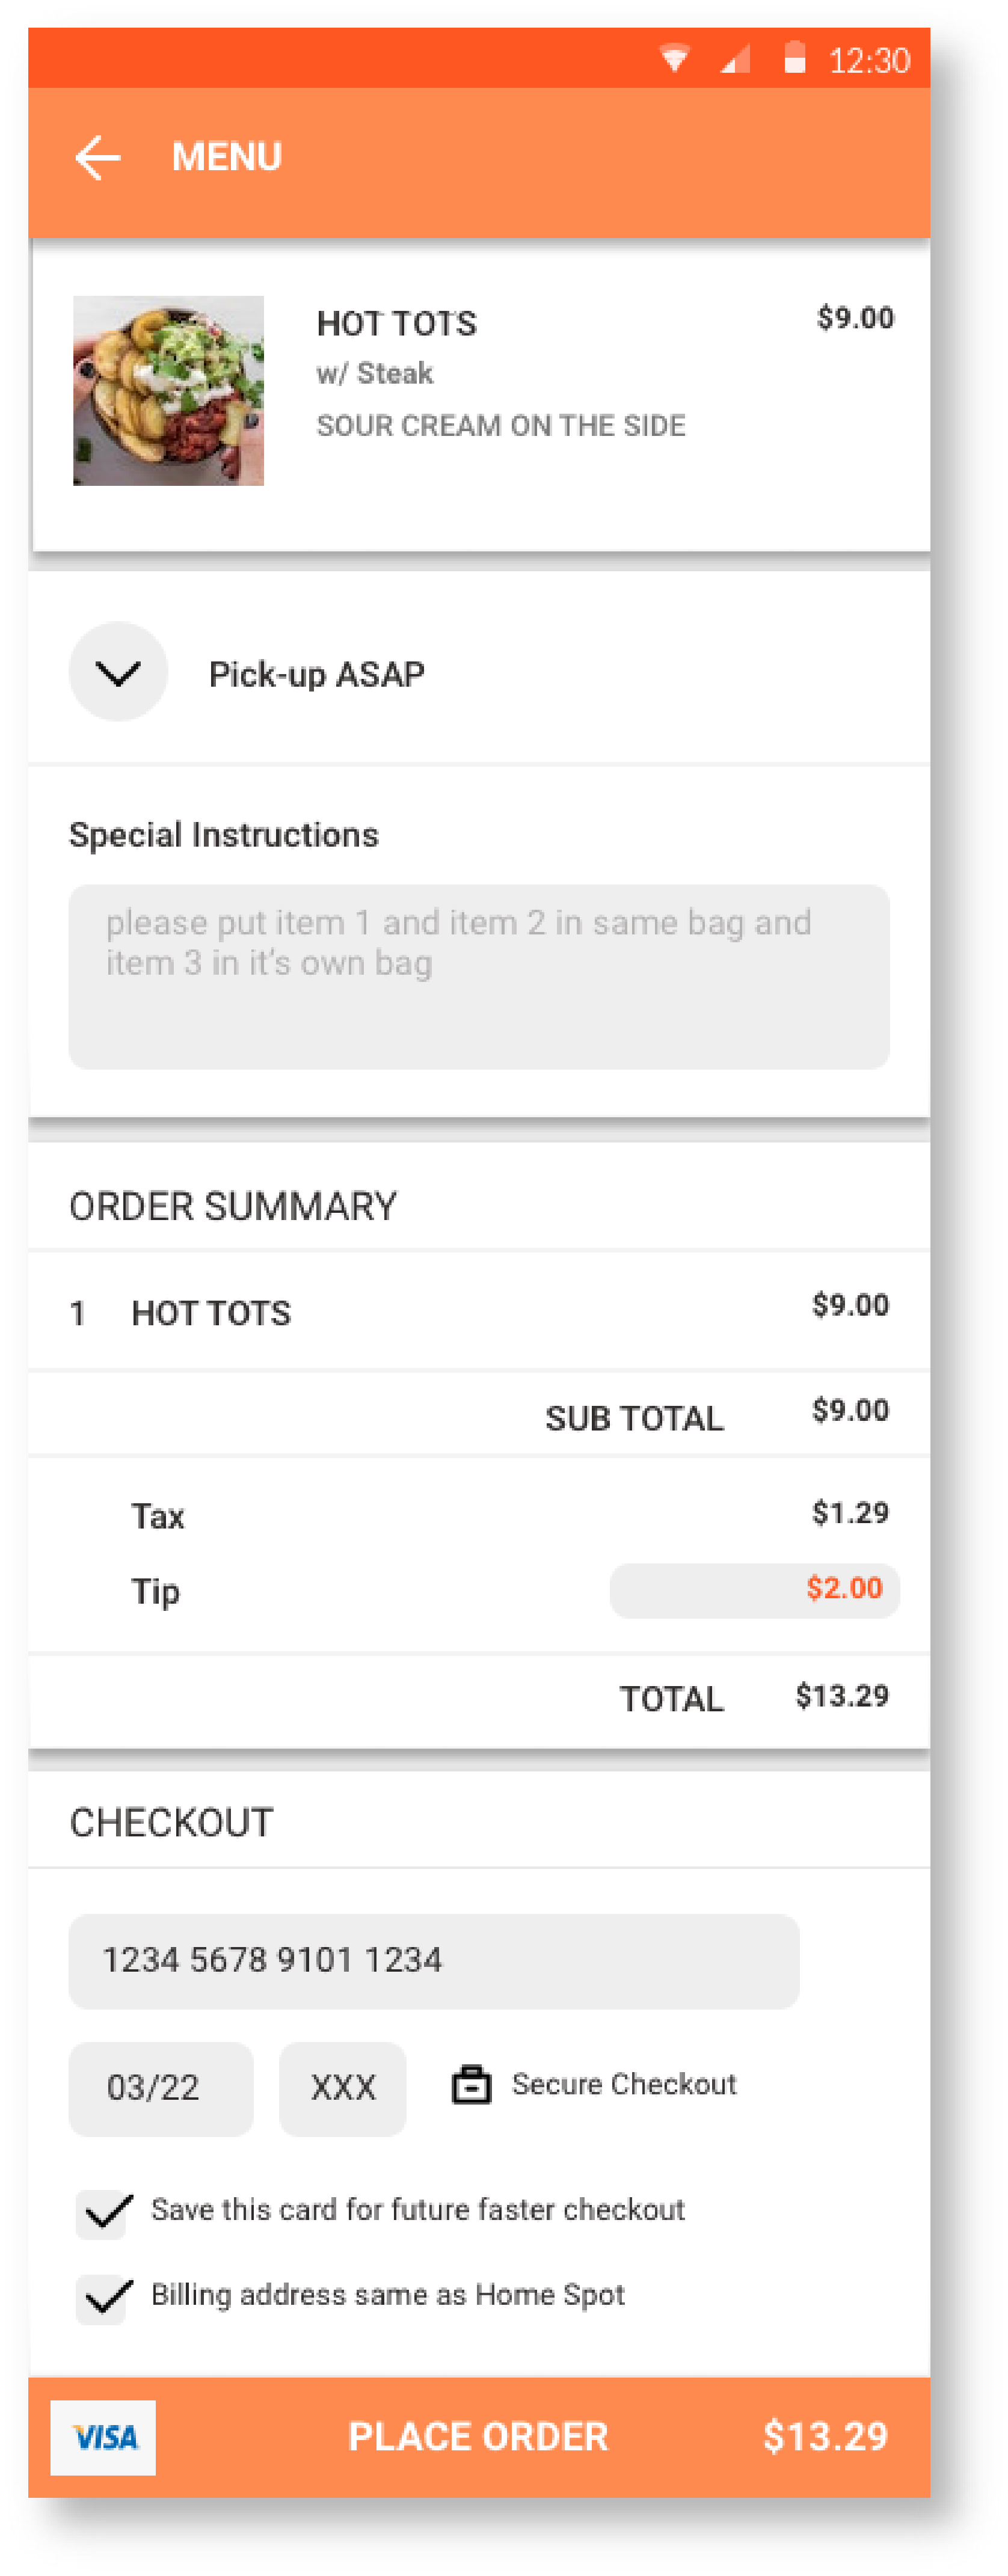 12:30
MENU
HOT TOTS $9.00
w/ Steak
SOUR CREAM ON THE SIDE
Pick-up ASAP
Special Instructions
please put item 1 and item 2 in same bag and
item 3 in it's own bag
ORDER SUMMARY
1 HOT TOTS $9.00
SUB TOTAL $9.00
Tax $1.29
Tip $2.00
TOTAL $13.29
CHECKOUT
1234 5678 9101 1234
03/22 XXX Secure Checkout
Save this card for future faster checkout
Billing address same as Home Spot
VISA PLACE ORDER $13.29